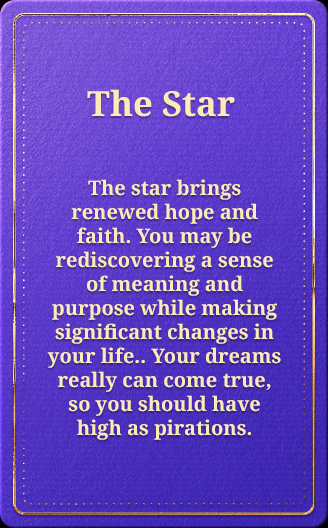 The Star
The star brings
renewed hope and
faith. You may be
rediscovering a sense
of meaning and
purpose while making
significant changes in
your life.. Your dreams
really can come true,
so you should have
high as pirations.